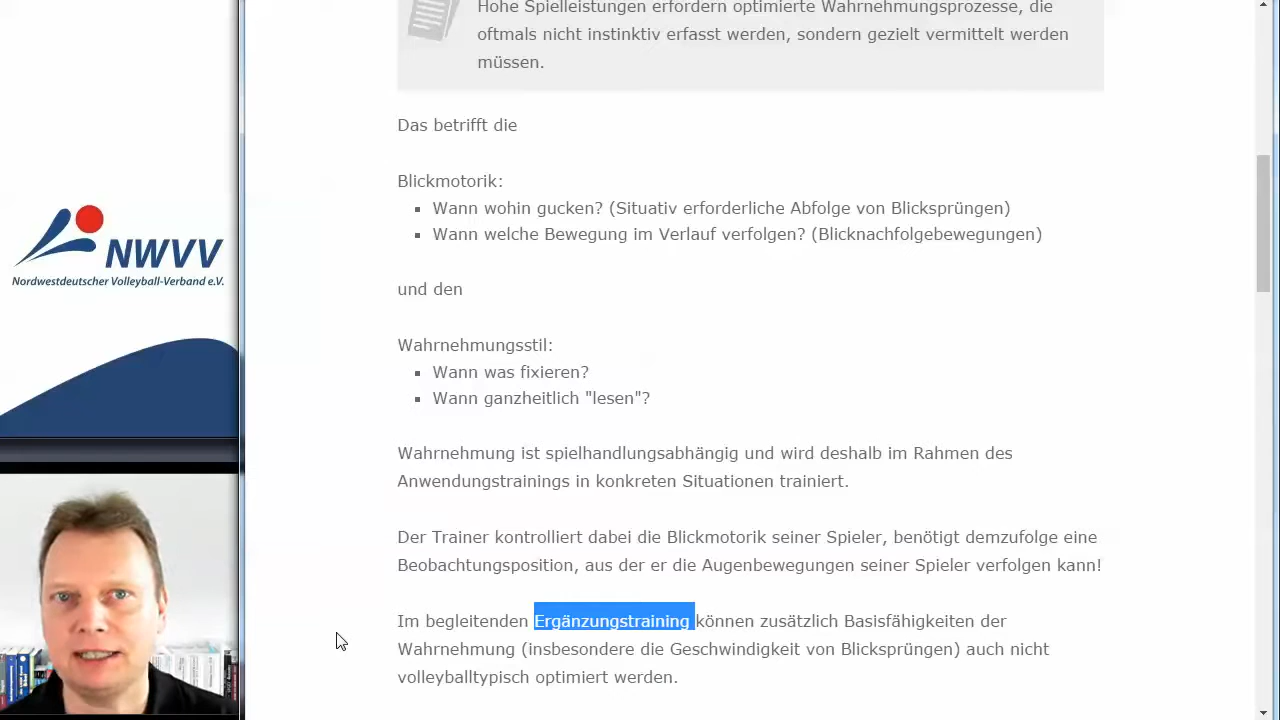 Hohe Spielleistungen erfordern optimierte Wahrnehmungsprozesse, die
oftmals nicht instinktiv erfasst werden, sondern gezielt vermittelt werden
müssen.
Das betrifft die
Blickmotorik:
Wann wohin gucken? (Situativ erforderliche Abfolge von Blicksprüngen)
Wann welche Bewegung im Verlauf verfolgen? (Blicknachfolgebewegungen)
und den
Wahrnehmungsstil:
Wann was fixieren?
Wann ganzheitlich "lesen"?
Wahrnehmung ist spielhandlungsabhängig und wird deshalb im Rahmen des
Anwendungstrainings in konkreten Situationen trainiert.
Der Trainer kontrolliert dabei die Blickmotorik seiner Spieler, benötigt demzufolge eine
Beobachtungsposition, aus der er die Augenbewegungen seiner Spieler verfolgen kann!
Im begleitenden Ergänzungstraining können zusätzlich Basisfähigkeiten der
Wahrnehmung (insbesondere die Geschwindigkeit von Blicksprüngen) auch nicht
volleyballtypisch optimiert werden.
NWVV
Nordwestdeutscher Volleyball-Verband e.V.